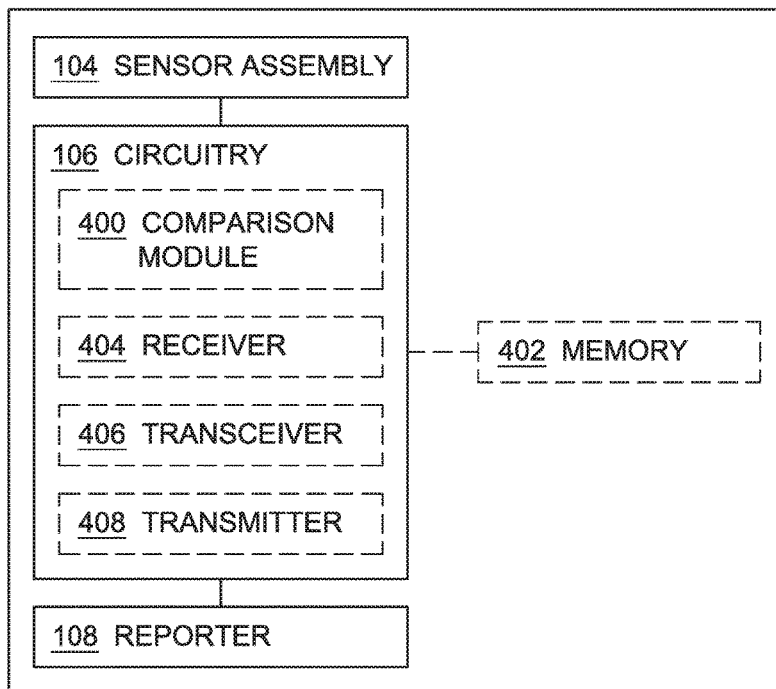 104 SENSOR ASSEMBLY
106 CIRCUITRY
400 COMPARISON
MODULE
404 RECEIVER
402 MEMORY
406 TRANSCEIVER
408 TRANSMITTER
108 REPORTER